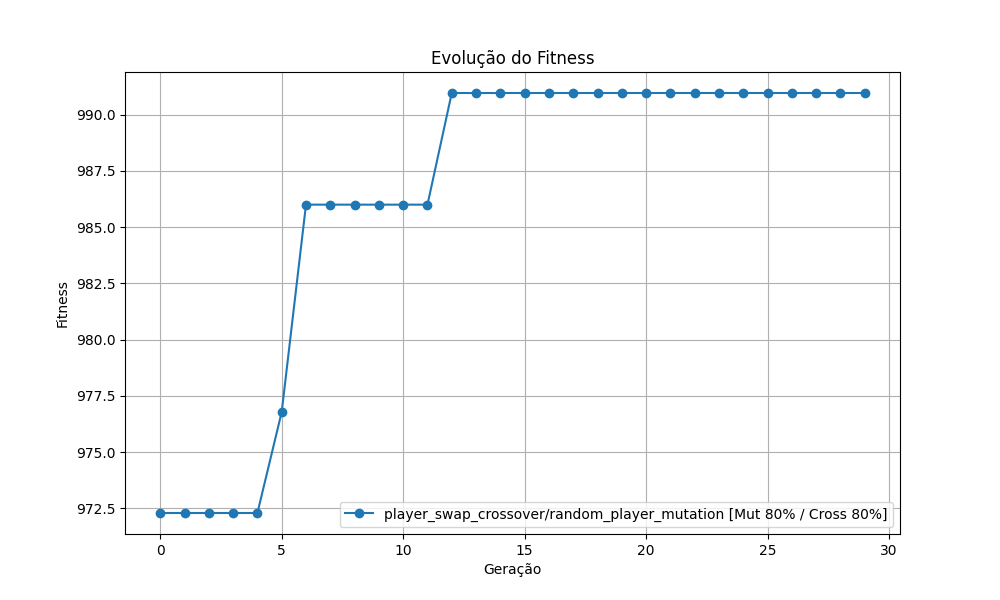 Evolução do Fitness
Fitness
990.0
987.5
985.0
982.5
980.0
977.5
975.0
972.5
player_swap_crossover/random_player_mutation [Mut 80% / Cross 80%]
0 5 10 15 20 25 30
Geração